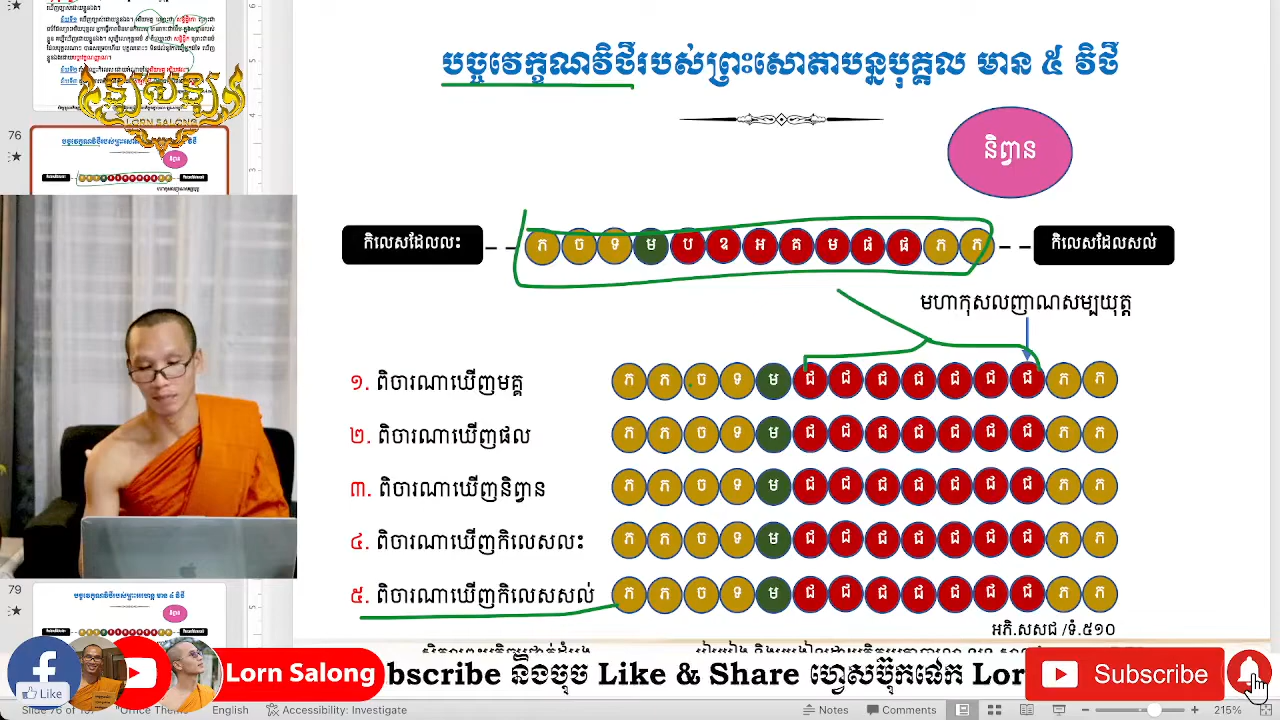 បច្ចវេក្ខណវិថីរបស់ព្រះសោតាបន្នបុគ្គល មាន ៥ វិថី
និព្វាន
កិលេសដែលលះ
ភ ច ទ ម ប ឧ អ គ ម ផ ផ ភ ភ
កិលេសដែលសល់
មហាកុសលញាណសម្បយុត្ត
១. ពិចារណាឃើញមគ្គ ភ ភ ច ទ ម ជ ជ ជ ជ ជ ជ ជ ភ ភ
២. ពិចារណាឃើញផល ភ ភ ច ទ ម ជ ជ ជ ជ ជ ជ ជ ភ ភ
៣. ពិចារណាឃើញនិព្វាន ភ ភ ច ទ ម ជ ជ ជ ជ ជ ជ ជ ភ ភ
៤. ពិចារណាឃើញកិលេសលះ ភ ភ ច ទ ម ជ ជ ជ ជ ជ ជ ជ ភ ភ
៥. ពិចារណាឃើញកិលេសសល់ ភ ភ ច ទ ម ជ ជ ជ ជ ជ ជ ជ ភ ភ
អភិ.សសជ /ទំ.៥១០
LORN SALONG
76
79
Like
Lorn Salong
bscribe និងចុច Like & Share ហ្វេសប៊ុកផេក Lor
Subscribe
English
Accessibility: Investigate
Notes
Comments
215%